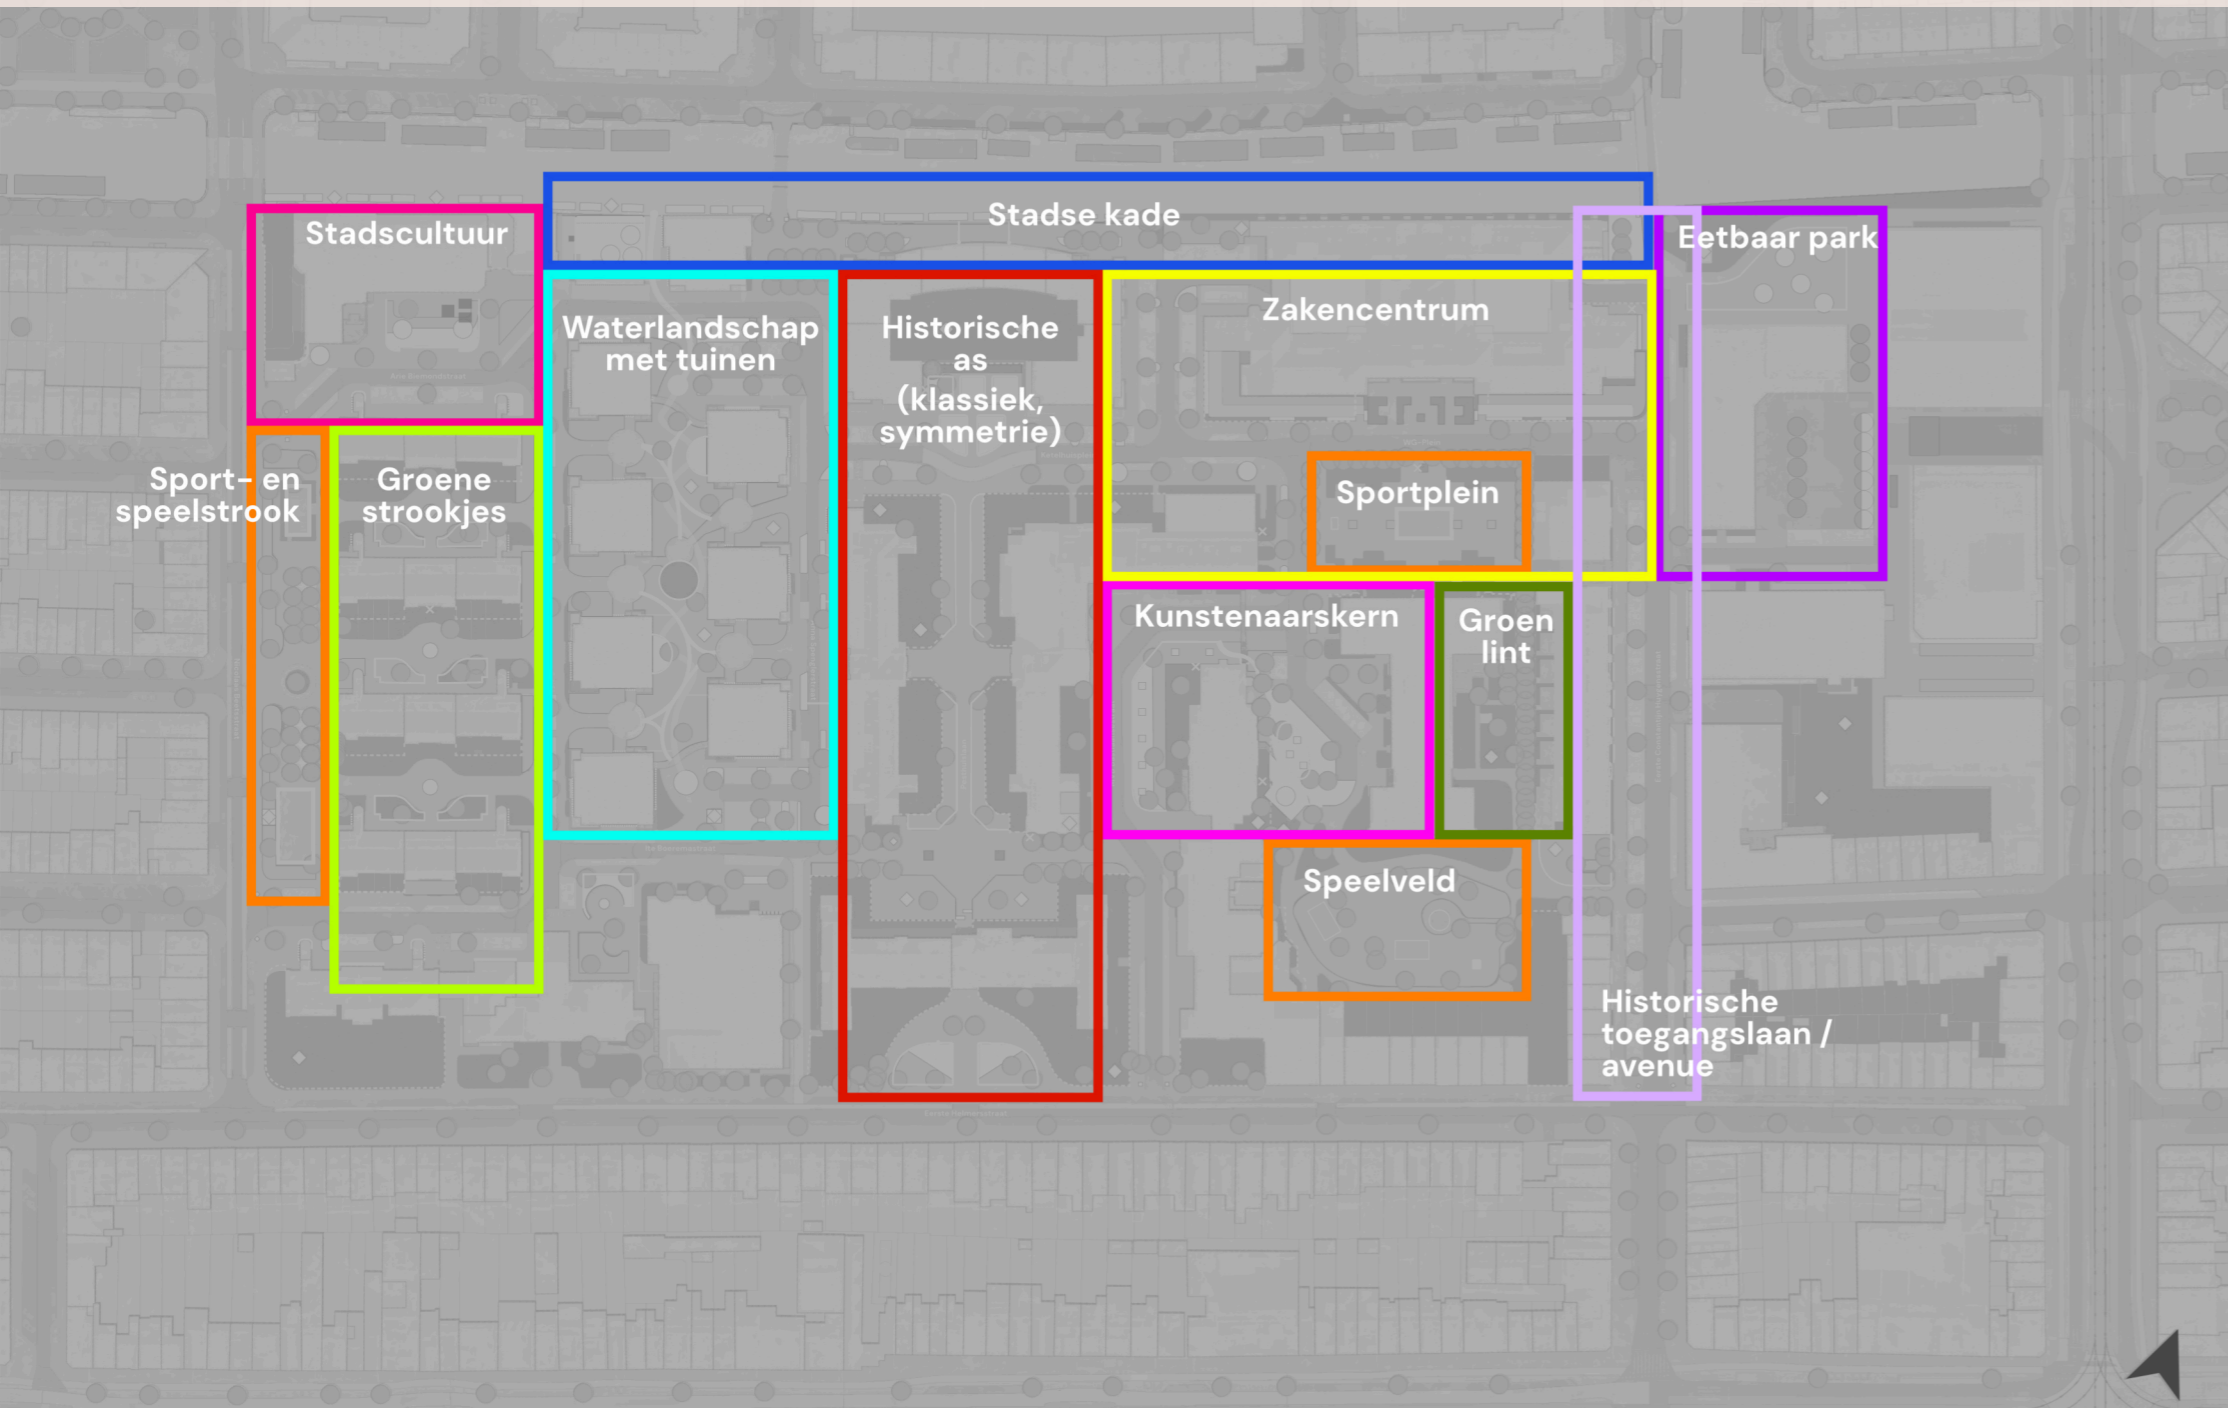 Stadse kade
Stadscultuur
Eetbaar park
Waterlandschap
met tuinen
Historische
as
(klassiek,
symmetrie)
Zakencentrum
Sport- en
speelstrook
Groene
strookjes
Sportplein
Kunstenaarskern
Groen
lint
Speelveld
Historische
toegangslaan /
avenue